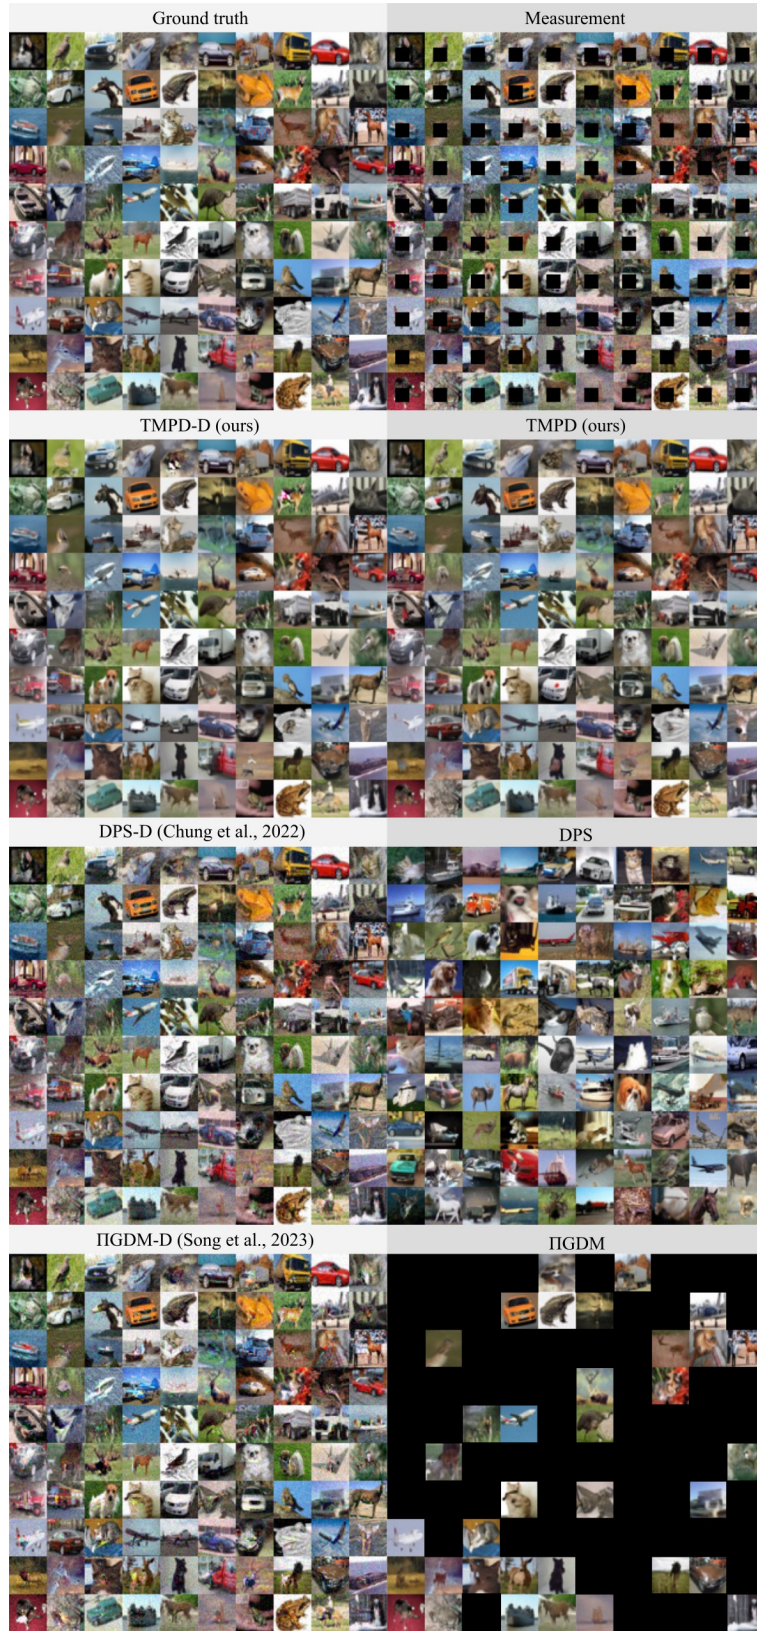 Ground truth
Measurement
TMPD-D (ours)
TMPD (ours)
DPS-D (Chung et al., 2022)
DPS
ΠGDM-D (Song et al., 2023)
ΠGDM